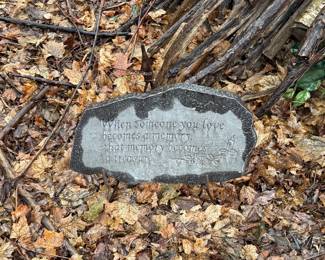 When someone you love
becomes a memory,
that memory becomes
a treasure.